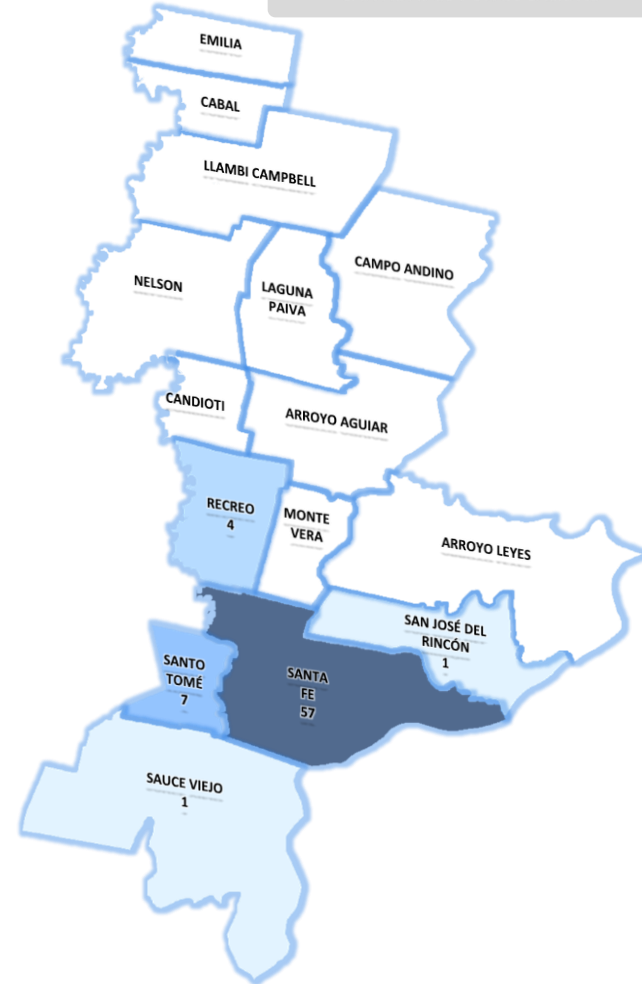 EMILIA
CABAL
LLAMBI CAMPBELL
CAMPO ANDINO
NELSON
LAGUNA
PAIVA
CANDIOTI
ARROYO AGUIAR
RECREO
4
MONTE
VERA
ARROYO LEYES
SAN JOSÉ DEL
RINCÓN
1
SANTO
TOMÉ
7
SANTA
FE
57
SAUCE VIEJO
1